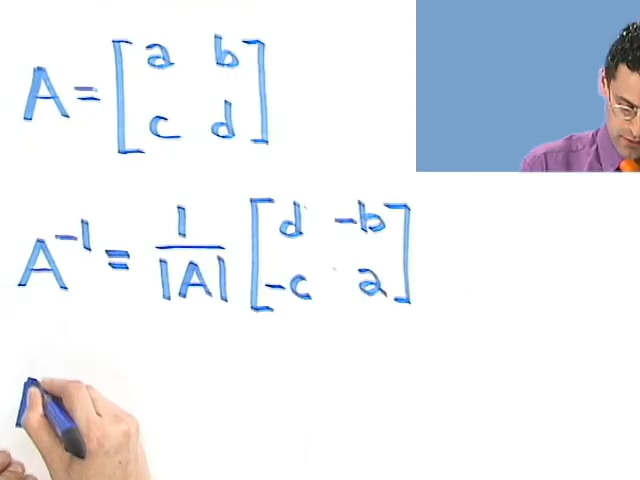 A = [ a b
c d ]
A⁻¹ = 1/|A| [ d -b
-c a ]